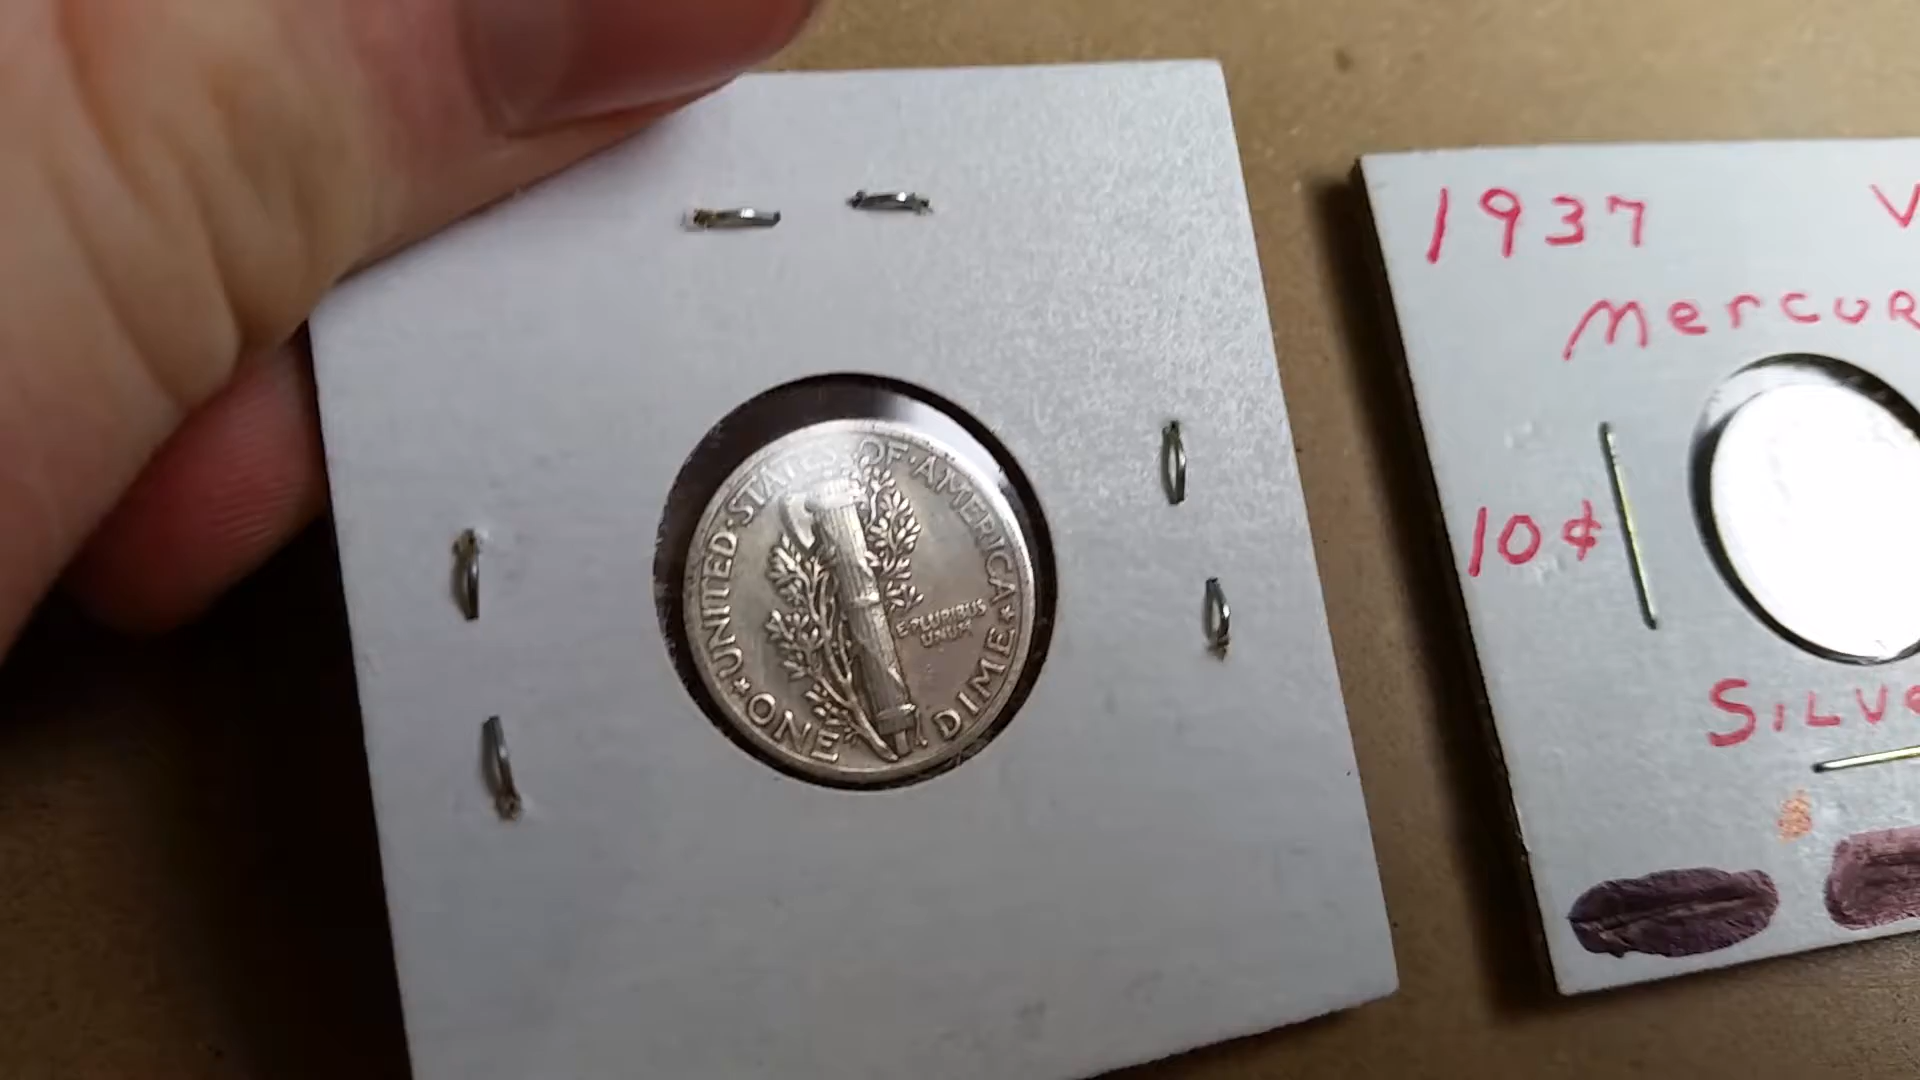 UNITED·STATES OF·AMERICA
E PLURIBUS
UNUM
ONE DIME
1937 V
MERCUR
10¢
SILV